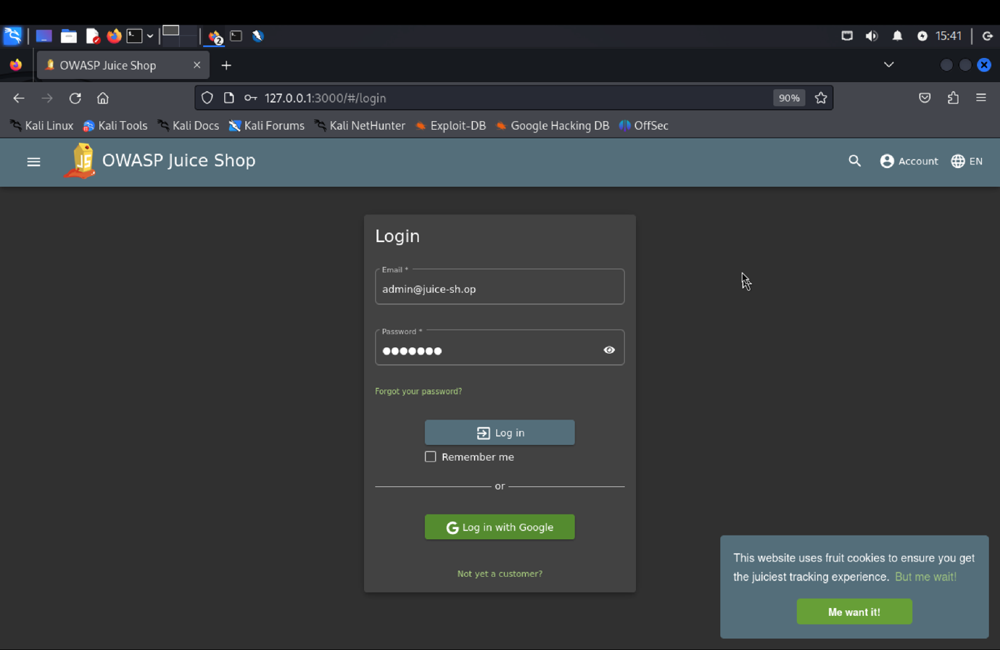 2
15:41
OWASP Juice Shop
127.0.0.1:3000/#/login
90%
Kali Linux Kali Tools Kali Docs Kali Forums Kali NetHunter Exploit-DB Google Hacking DB OffSec
JS OWASP Juice Shop Account EN
Login
Email *
admin@juice-sh.op
Password *
Forgot your password?
Log in
Remember me
or
G Log in with Google
Not yet a customer?
This website uses fruit cookies to ensure you get
the juiciest tracking experience. But me wait!
Me want it!